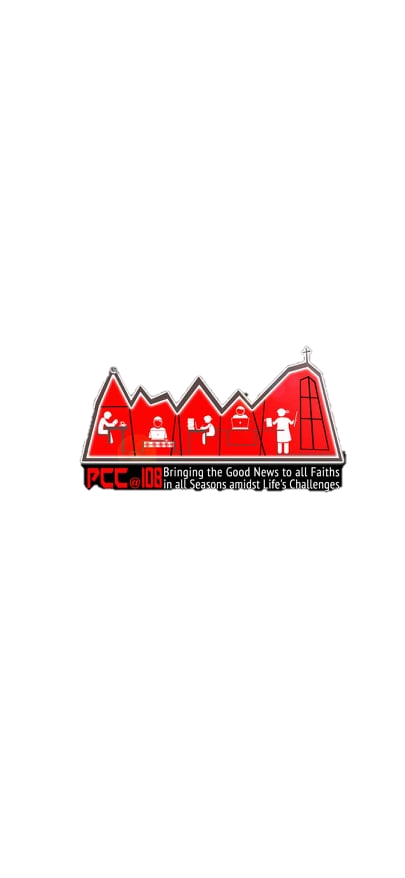 PCC@108
Bringing the Good News to all Faiths
in all Seasons amidst Life's Challenges